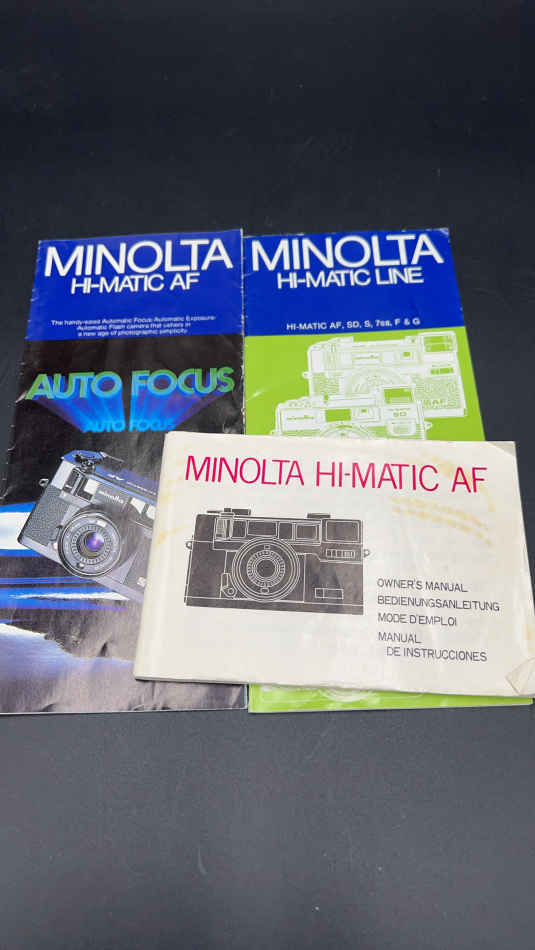 MINOLTA
HI-MATIC AF
The handy-sized Automatic Focus-Automatic Exposure-
Automatic Flash camera that ushers in
a new age of photographic simplicity
AUTO FOCUS
AUTO FOCUS
minolta
MINOLTA
HI-MATIC LINE
HI-MATIC AF, SD, S, 7sII, F & G
AF
minolta
SD
MINOLTA HI-MATIC AF
OWNER'S MANUAL
BEDIENUNGSANLEITUNG
MODE D'EMPLOI
MANUAL
DE INSTRUCCIONES